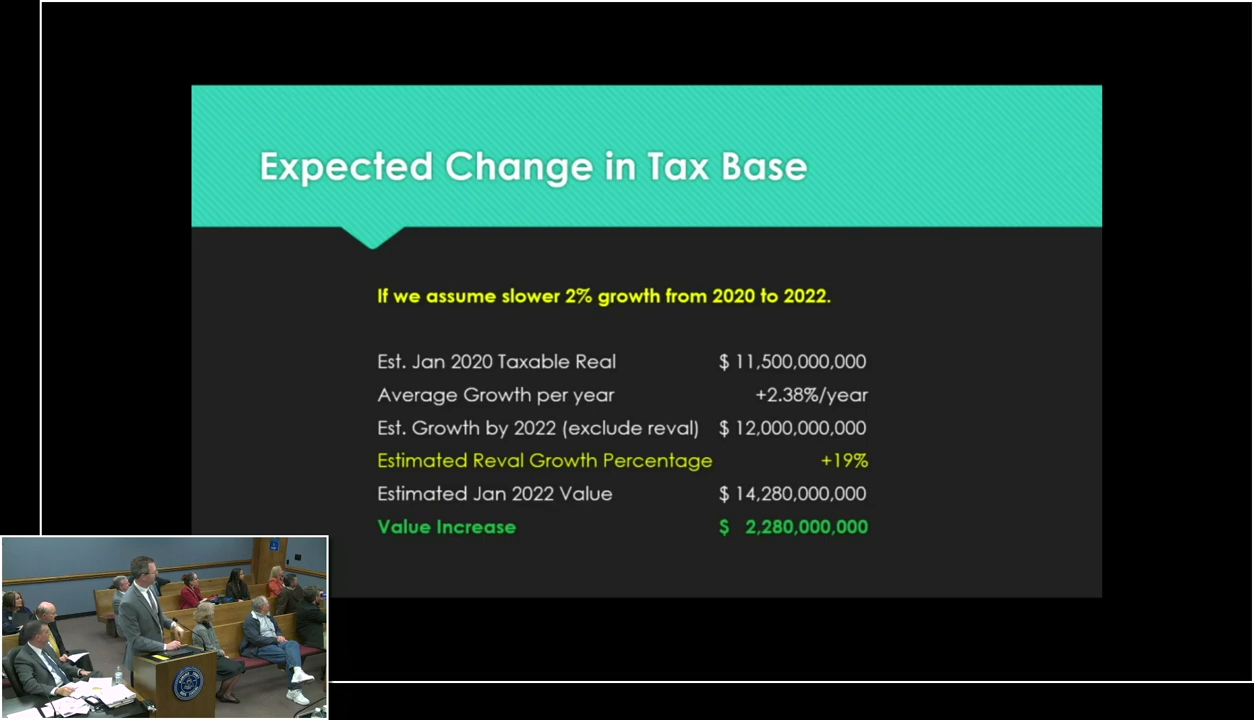 Expected Change in Tax Base
If we assume slower 2% growth from 2020 to 2022.
Est. Jan 2020 Taxable Real $ 11,500,000,000
Average Growth per year +2.38%/year
Est. Growth by 2022 (exclude reval) $ 12,000,000,000
Estimated Reval Growth Percentage +19%
Estimated Jan 2022 Value $ 14,280,000,000
Value Increase $ 2,280,000,000